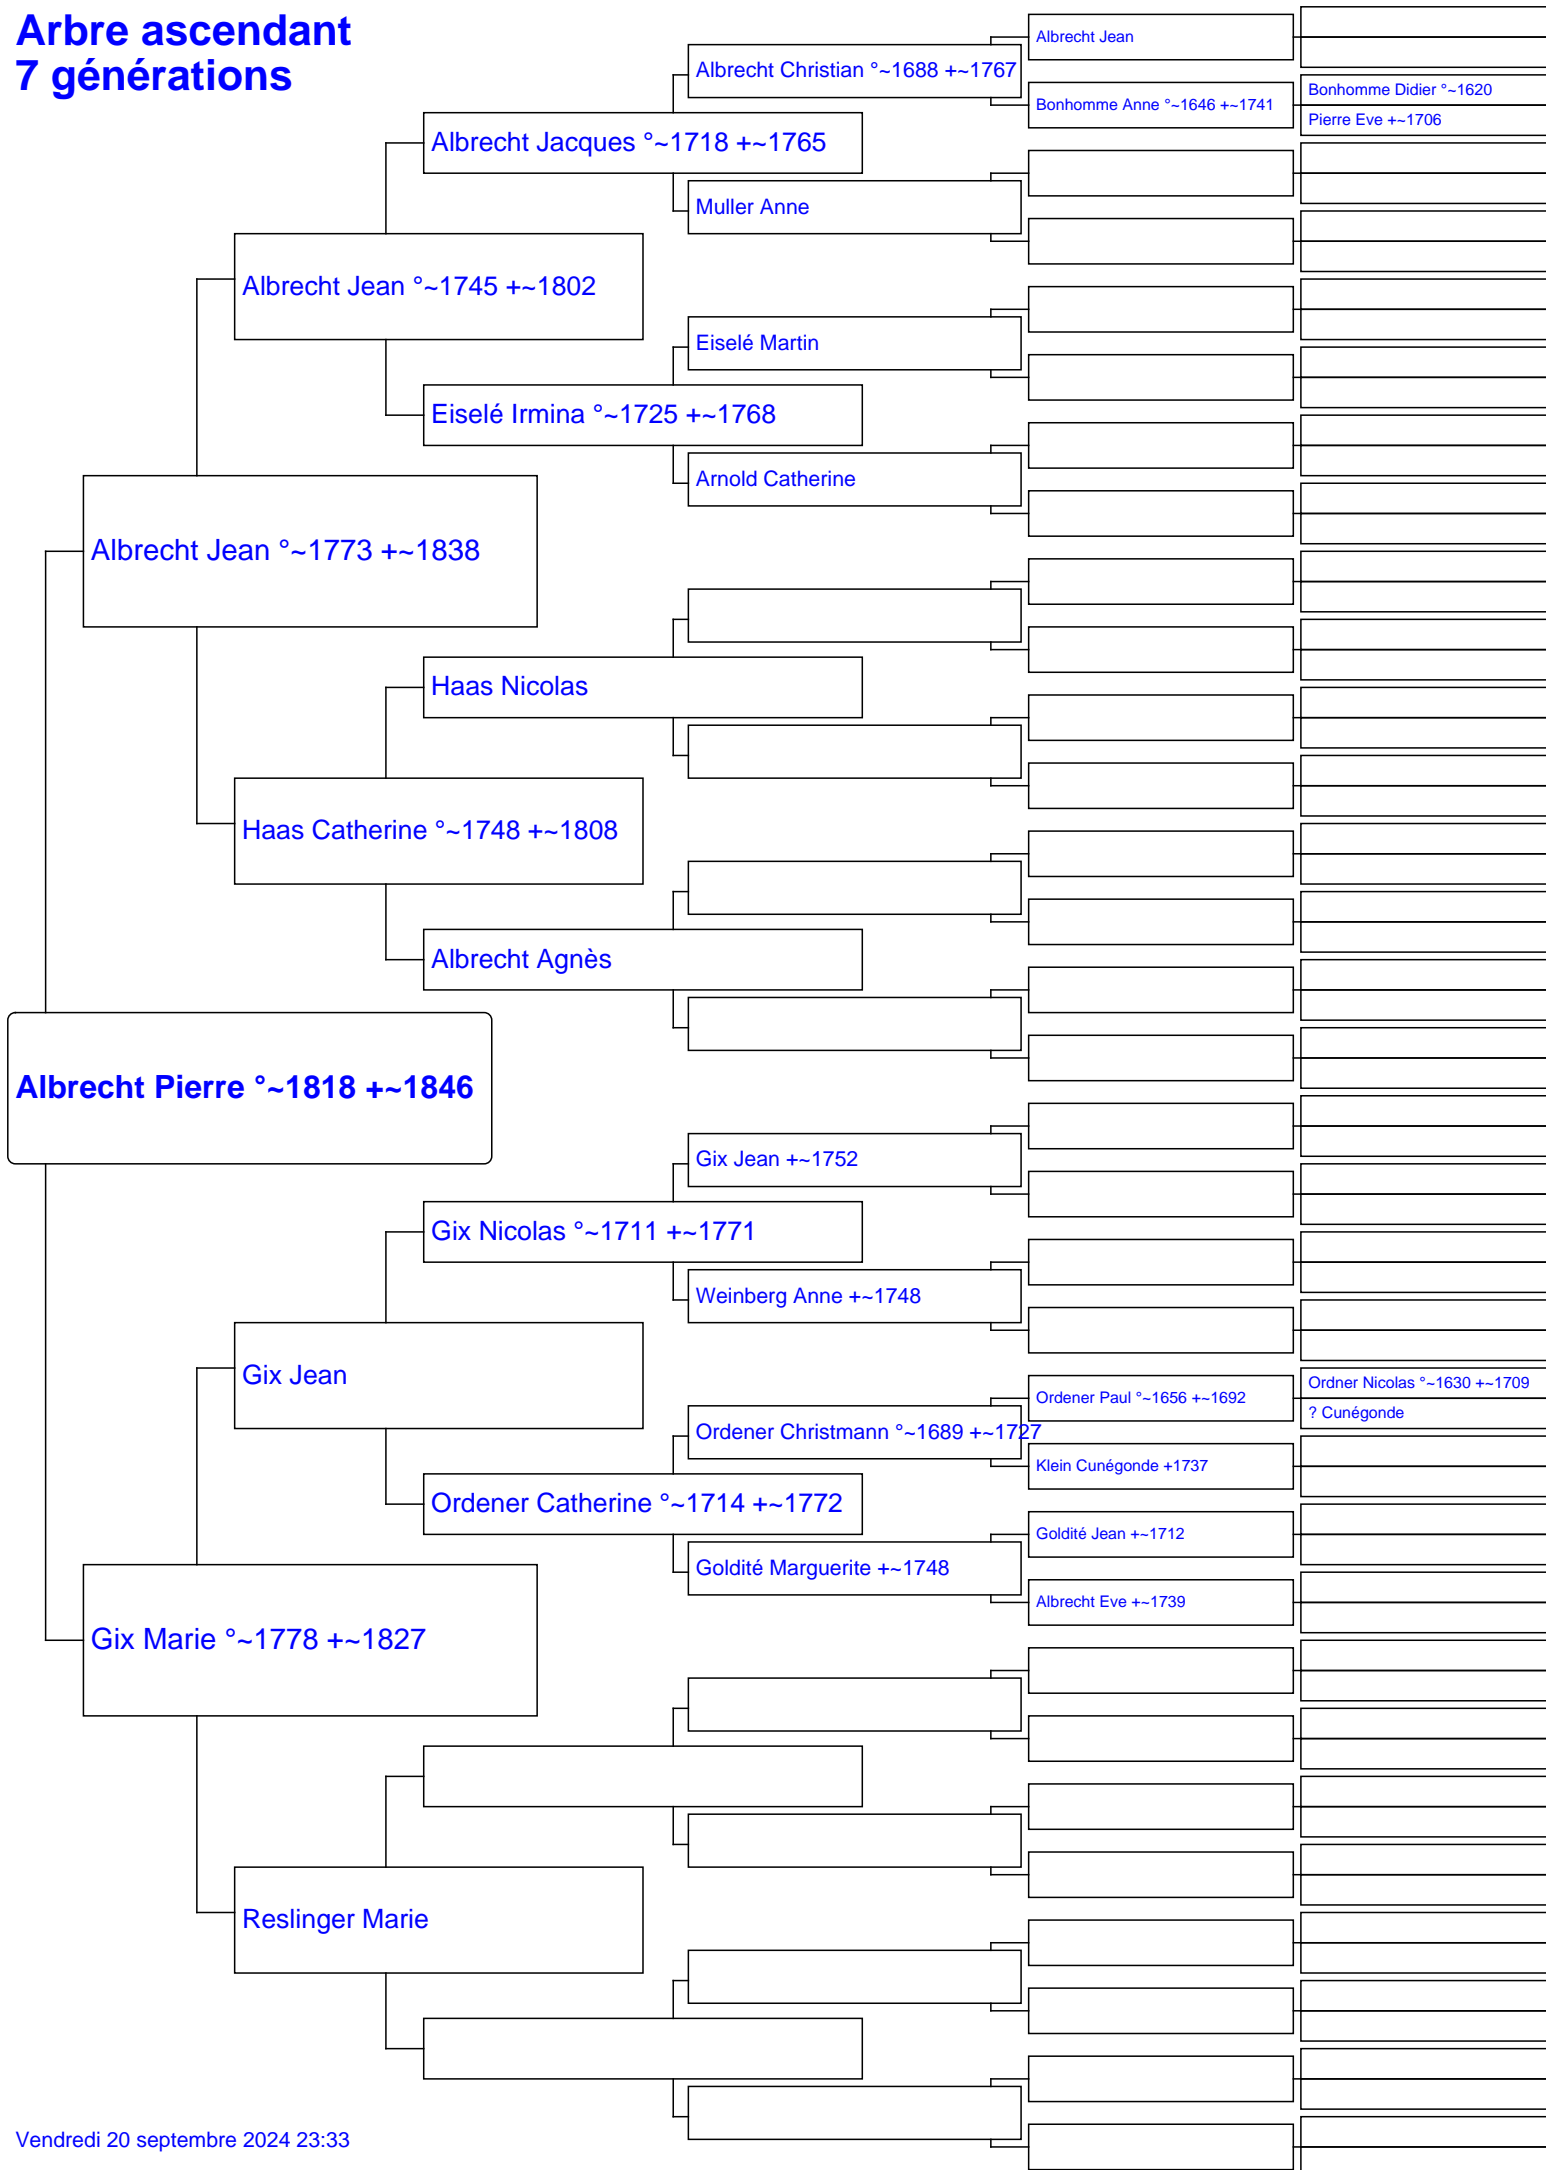 Arbre ascendant
7 générations
Albrecht Jean
Albrecht Christian °~1688 +~1767
Bonhomme Didier °~1620
Bonhomme Anne °~1646 +~1741
Pierre Eve +~1706
Albrecht Jacques °~1718 +~1765
Muller Anne
Albrecht Jean °~1745 +~1802
Eiselé Martin
Eiselé Irmina °~1725 +~1768
Arnold Catherine
Albrecht Jean °~1773 +~1838
Haas Nicolas
Haas Catherine °~1748 +~1808
Albrecht Agnès
Albrecht Pierre °~1818 +~1846
Gix Jean +~1752
Gix Nicolas °~1711 +~1771
Weinberg Anne +~1748
Gix Jean
Ordner Nicolas °~1630 +~1709
Ordener Paul °~1656 +~1692
? Cunégonde
Ordener Christmann °~1689 +~1727
Klein Cunégonde +1737
Ordener Catherine °~1714 +~1772
Goldité Jean +~1712
Goldité Marguerite +~1748
Albrecht Eve +~1739
Gix Marie °~1778 +~1827
Reslinger Marie
Vendredi 20 septembre 2024 23:33